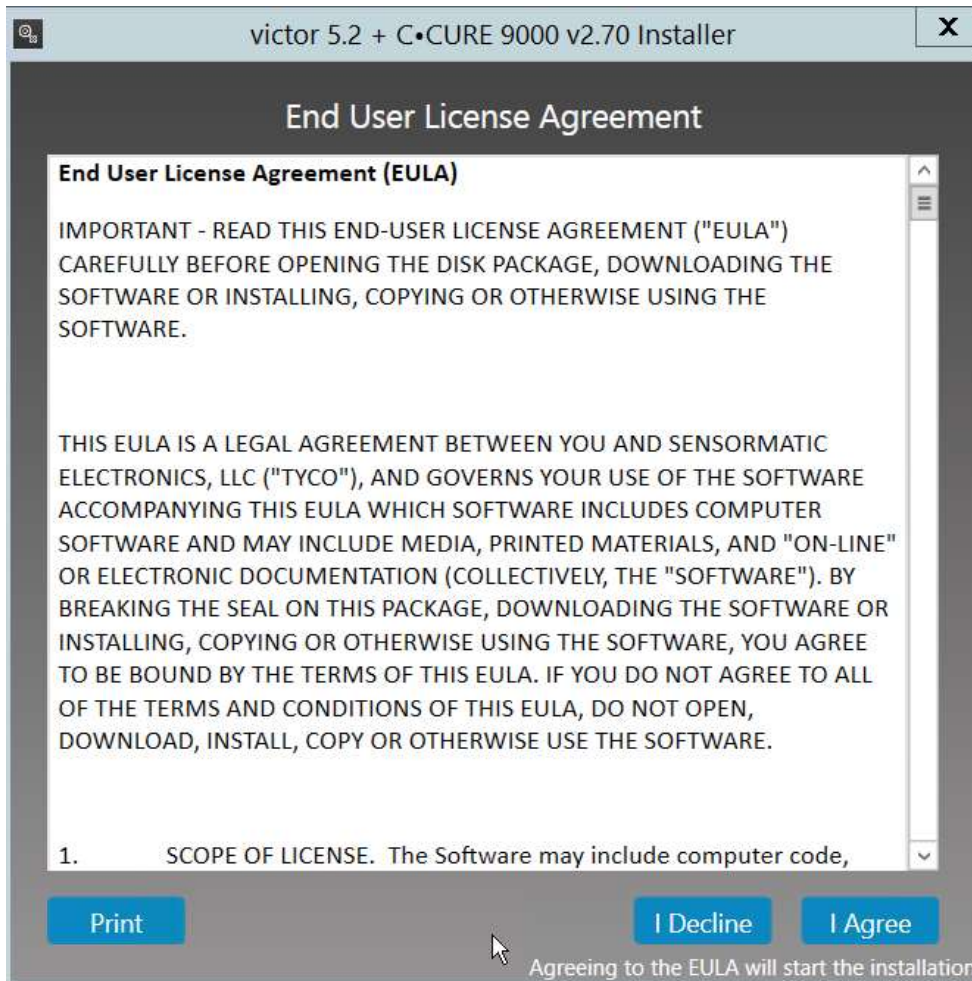 victor 5.2 + C•CURE 9000 v2.70 Installer
X
End User License Agreement
End User License Agreement (EULA)
IMPORTANT - READ THIS END-USER LICENSE AGREEMENT ("EULA")
CAREFULLY BEFORE OPENING THE DISK PACKAGE, DOWNLOADING THE
SOFTWARE OR INSTALLING, COPYING OR OTHERWISE USING THE
SOFTWARE.
THIS EULA IS A LEGAL AGREEMENT BETWEEN YOU AND SENSORMATIC
ELECTRONICS, LLC ("TYCO"), AND GOVERNS YOUR USE OF THE SOFTWARE
ACCOMPANYING THIS EULA WHICH SOFTWARE INCLUDES COMPUTER
SOFTWARE AND MAY INCLUDE MEDIA, PRINTED MATERIALS, AND "ON-LINE"
OR ELECTRONIC DOCUMENTATION (COLLECTIVELY, THE "SOFTWARE"). BY
BREAKING THE SEAL ON THIS PACKAGE, DOWNLOADING THE SOFTWARE OR
INSTALLING, COPYING OR OTHERWISE USING THE SOFTWARE, YOU AGREE
TO BE BOUND BY THE TERMS OF THIS EULA. IF YOU DO NOT AGREE TO ALL
OF THE TERMS AND CONDITIONS OF THIS EULA, DO NOT OPEN,
DOWNLOAD, INSTALL, COPY OR OTHERWISE USE THE SOFTWARE.
1. SCOPE OF LICENSE. The Software may include computer code,
Print
I Decline
I Agree
Agreeing to the EULA will start the installation